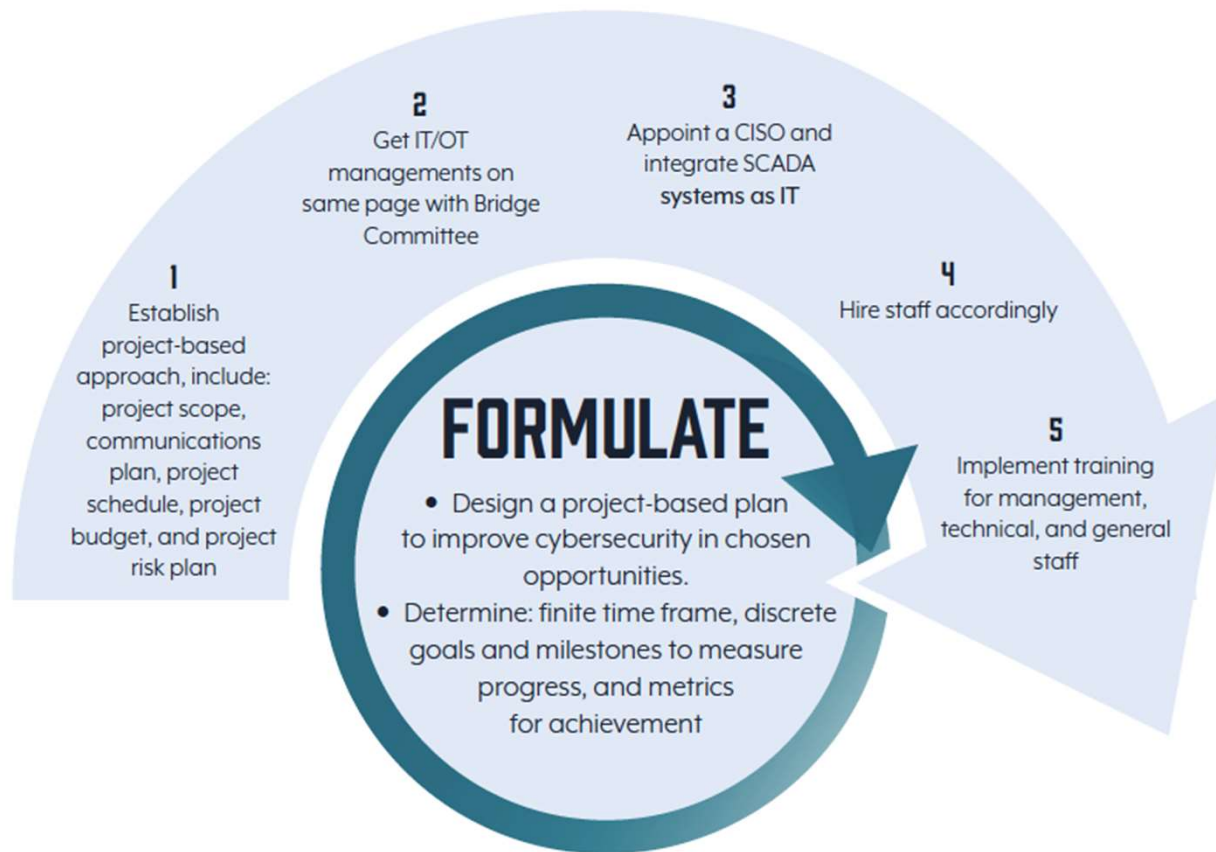 1
Establish
project-based
approach, include:
project scope,
communications
plan, project
schedule, project
budget, and project
risk plan
2
Get IT/OT
managements on
same page with Bridge
Committee
3
Appoint a CISO and
integrate SCADA
systems as IT
4
Hire staff accordingly
5
Implement training
for management,
technical, and general
staff
FORMULATE
• Design a project-based plan
to improve cybersecurity in chosen
opportunities.
• Determine: finite time frame, discrete
goals and milestones to measure
progress, and metrics
for achievement